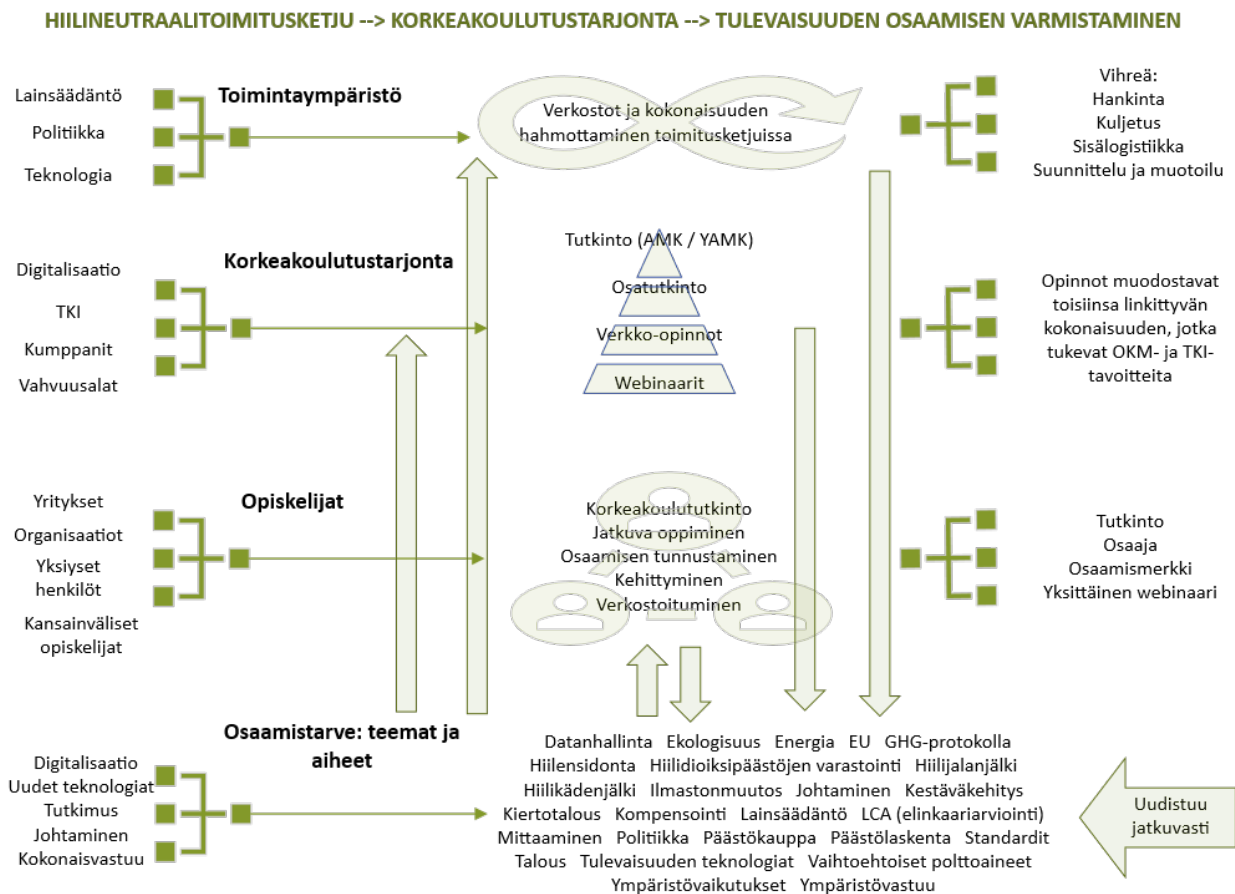 HIILINEUTRAALITOIMITUSKETJU --> KORKEAKOULUTUSTARJONTA --> TULEVAISUUDEN OSAAMISEN VARMISTAMINEN
Lainsäädäntö
Politiikka
Teknologia
Toimintaympäristö
Verkostot ja kokonaisuuden
hahmottaminen toimitusketjuissa
Vihreä:
Hankinta
Kuljetus
Sisälogistiikka
Suunnittelu ja muotoilu
Digitalisaatio
TKI
Kumppanit
Vahvuusalat
Korkeakoulutustarjonta
Tutkinto (AMK / YAMK)
Osatutkinto
Verkko-opinnot
Webinaarit
Opinnot muodostavat
toisiinsa linkittyvän
kokonaisuuden, jotka
tukevat OKM- ja TKI-
tavoitteita
Yritykset
Organisaatiot
Yksiyset
henkilöt
Kansainväliset
opiskelijat
Opiskelijat
Korkeakoulututkinto
Jatkuva oppiminen
Osaamisen tunnustaminen
Kehittyminen
Verkostoituminen
Tutkinto
Osaaja
Osaamismerkki
Yksittäinen webinaari
Digitalisaatio
Uudet teknologiat
Tutkimus
Johtaminen
Kokonaisvastuu
Osaamistarve: teemat ja
aiheet
Datanhallinta Ekologisuus Energia EU GHG-protokolla
Hiilensidonta Hiilidioksipäästöjen varastointi Hiilijalanjälki
Hiilikädenjälki Ilmastonmuutos Johtaminen Kestäväkehitys
Kiertotalous Kompensointi Lainsäädäntö LCA (elinkaariarviointi)
Mittaaminen Politiikka Päästökauppa Päästölaskenta Standardit
Talous Tulevaisuuden teknologiat Vaihtoehtoiset polttoaineet
Ympäristövaikutukset Ympäristövastuu
Uudistuu
jatkuvasti